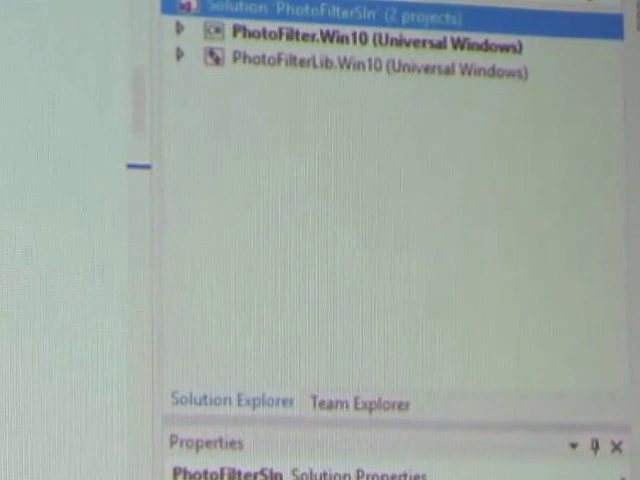 Solution 'PhotoFilterSln' (2 projects)
PhotoFilter.Win10 (Universal Windows)
PhotoFilterLib.Win10 (Universal Windows)
Solution Explorer Team Explorer
Properties
PhotoFilterSln Solution Properties